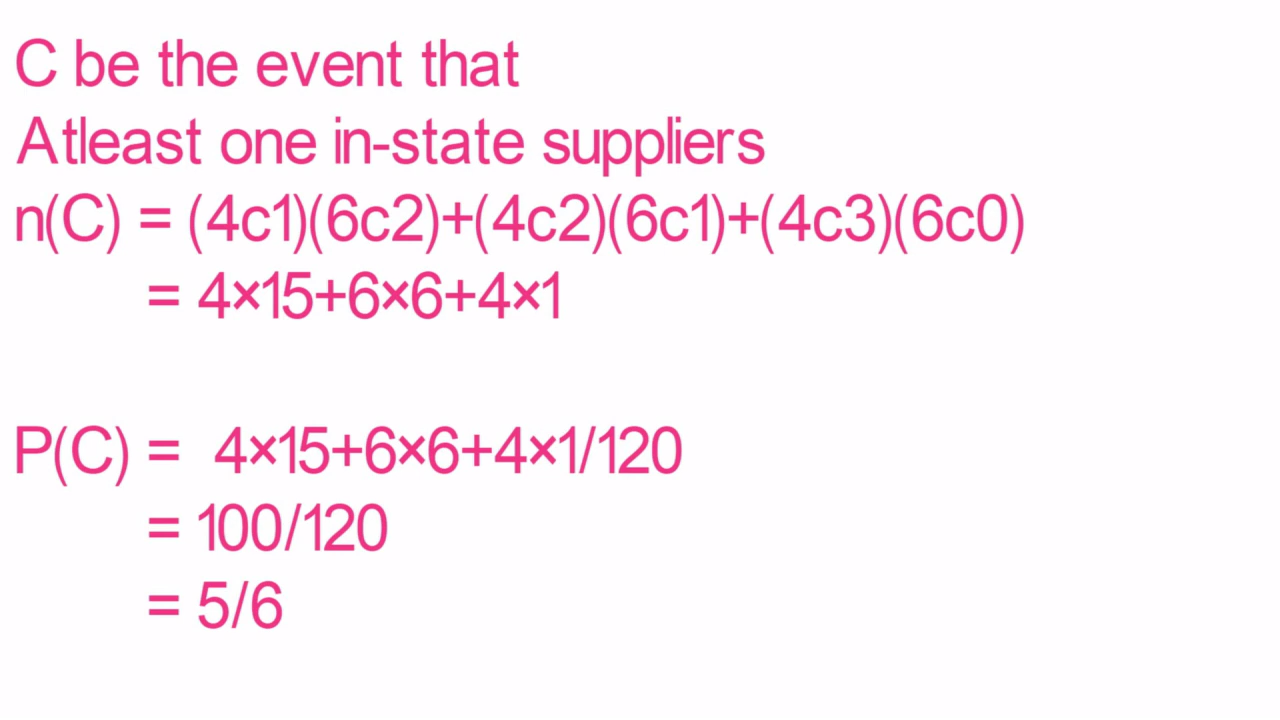 C be the event that
Atleast one in-state suppliers
n(C) = (4c1)(6c2)+(4c2)(6c1)+(4c3)(6c0)
= 4×15+6×6+4×1
P(C) = 4×15+6×6+4×1/120
= 100/120
= 5/6